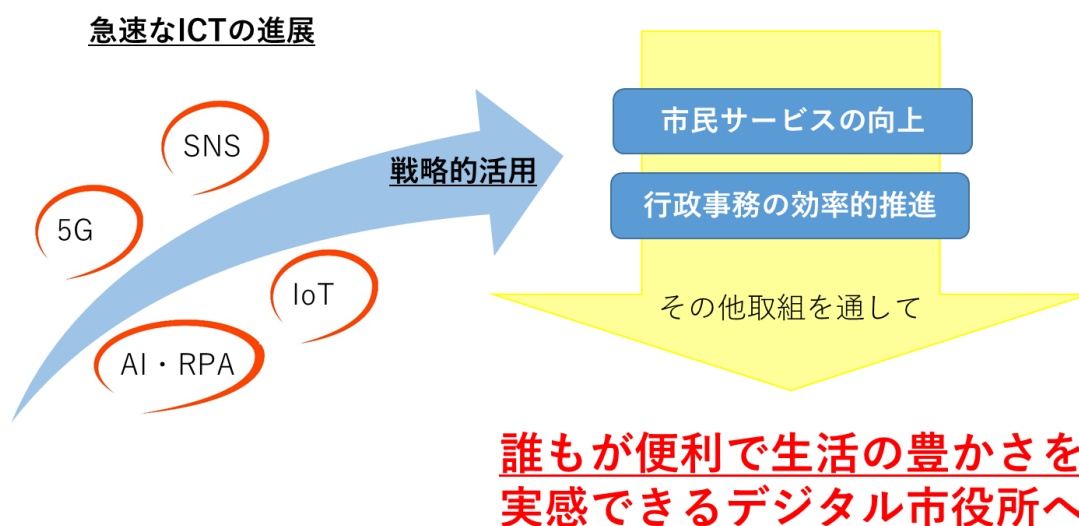 急速なICTの進展
SNS
5G
戦略的活用
IoT
AI・RPA
市民サービスの向上
行政事務の効率的推進
その他取組を通して
誰もが便利で生活の豊かさを
実感できるデジタル市役所へ